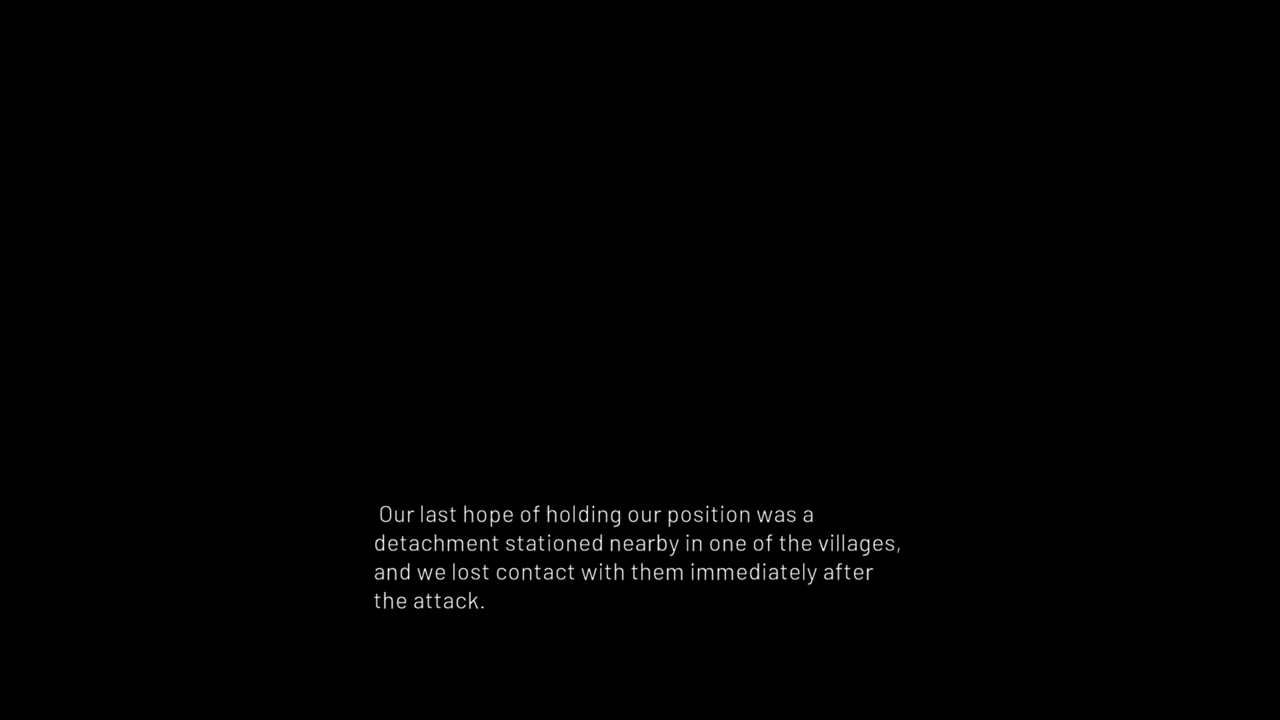 Our last hope of holding our position was a
detachment stationed nearby in one of the villages,
and we lost contact with them immediately after
the attack.